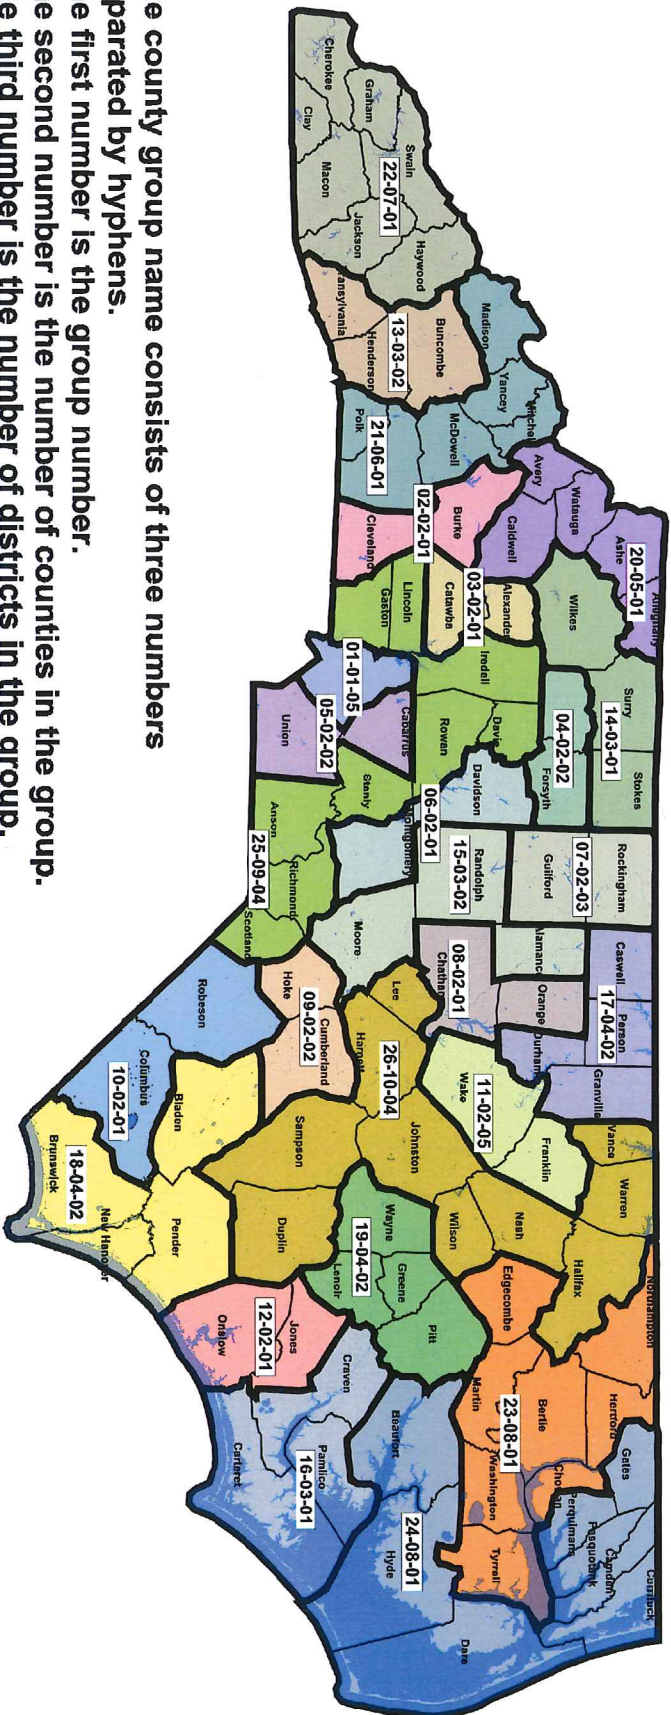 Cherokee
Graham
Clay
Swain
Macon
22-07-01
Jackson
Haywood
ransylvania
Henderson
13-03-02
Buncombe
Madison
Yancey
Mitchel
McDowell
Polk
21-06-01
Avery
Watauga
Ashe
20-05-01
Alleghany
Caldwell
Burke
02-02-01
Cleveland
Wilkes
Alexander
03-02-01
Catawba
Lincoln
Gaston
Iredell
Rowan
Davie
01-01-05
Cabarrus
05-02-02
Union
Surry
14-03-01
Stokes
04-02-02
Forsyth
Davidson
06-02-01
Stanly
Montgomery
Anson
Richmond
25-09-04
Scotland
Rockingham
07-02-03
Guilford
Randolph
15-03-02
Moore
Alamance
08-02-01
Chatham
Orange
Caswell
Person
17-04-02
Durham
Granville
Lee
Hoke
Cumberland
09-02-02
Robeson
Columbus
10-02-01
Harnett
26-10-04
Wake
11-02-05
Franklin
Vance
Warren
Johnston
Sampson
Bladen
Brunswick
18-04-02
New Hanover
Pender
Duplin
Wilson
Nash
Halifax
Northampton
Edgecombe
Wayne
19-04-02
Greene
Lenoir
Pitt
Jones
12-02-01
Onslow
Craven
Carteret
Pamlico
16-03-01
Beaufort
Martin
23-08-01
Bertie
Hertford
Gates
Chowan
Washington
Tyrrell
Perquimans
Pasquotank
Camden
Currituck
24-08-01
Hyde
Dare
e county group name consists of three numbers
parated by hyphens.
e first number is the group number.
e second number is the number of counties in the group.
e third number is the number of districts in the group.